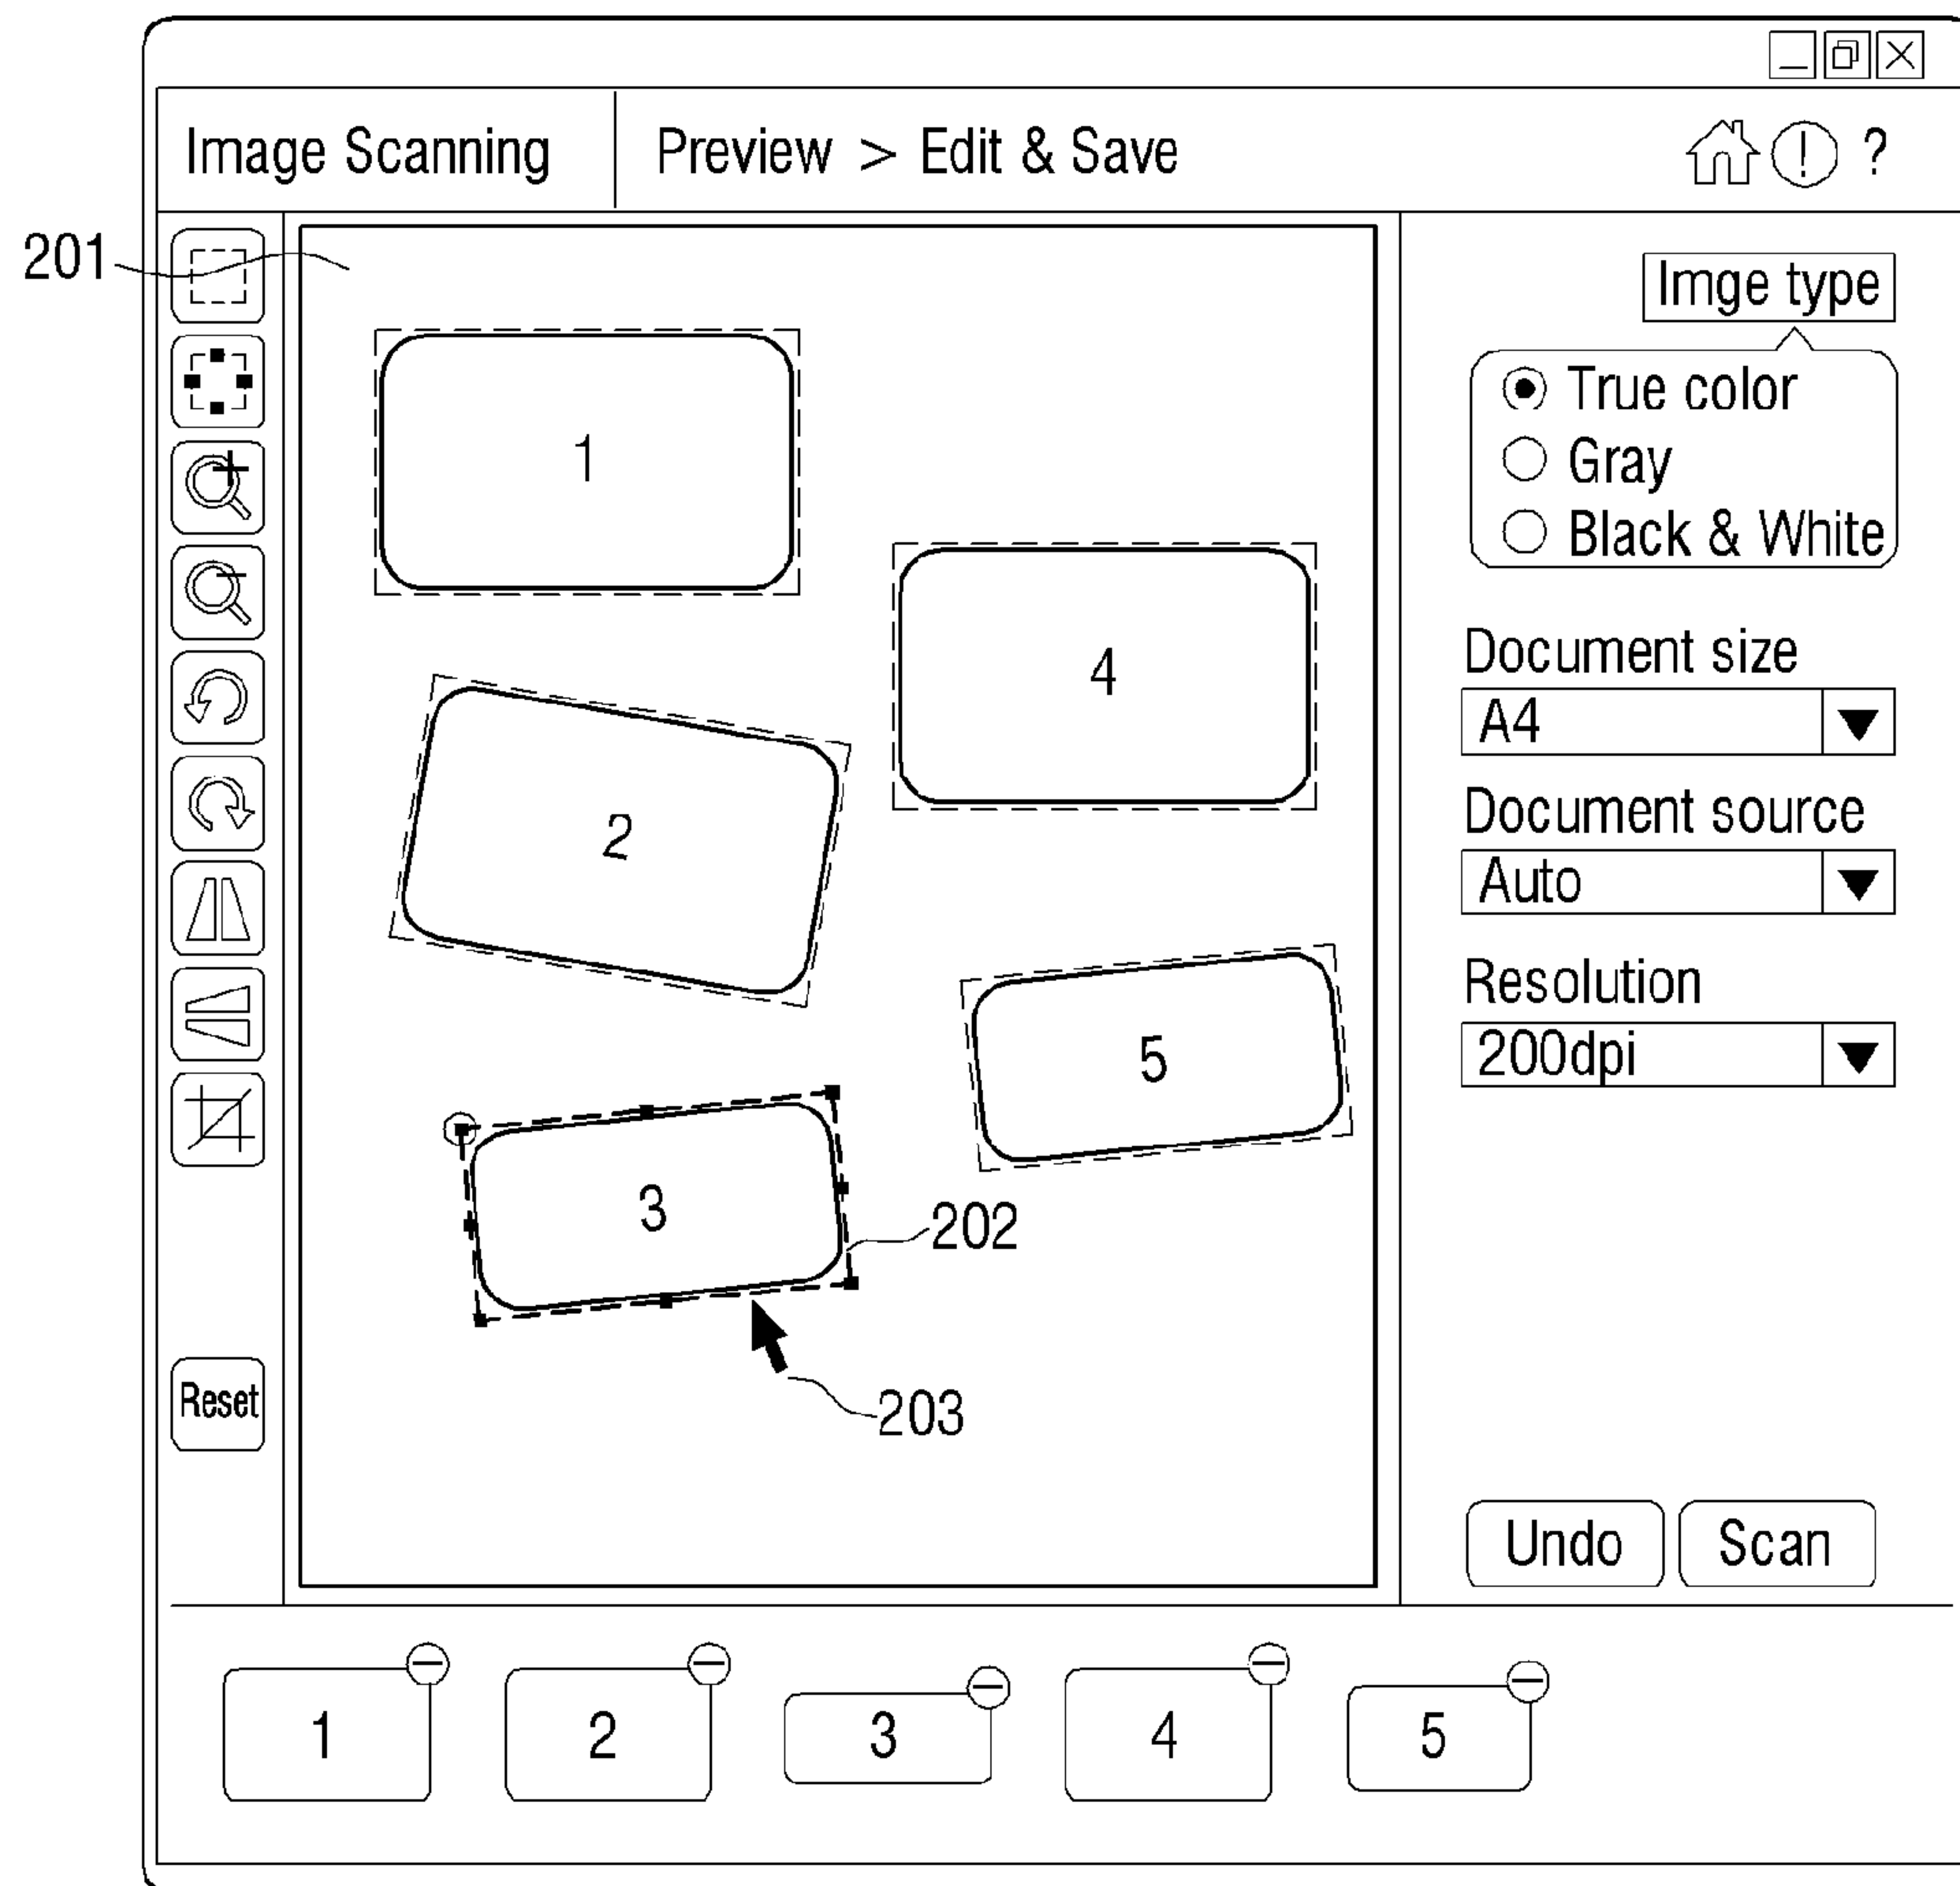 Image Scanning
Preview > Edit & Save
?
201
Imge type
True color
Gray
Black & White
Document size
A4
Document source
Auto
Resolution
200dpi
1
4
2
5
3
202
203
Reset
Undo
Scan
1
2
3
4
5